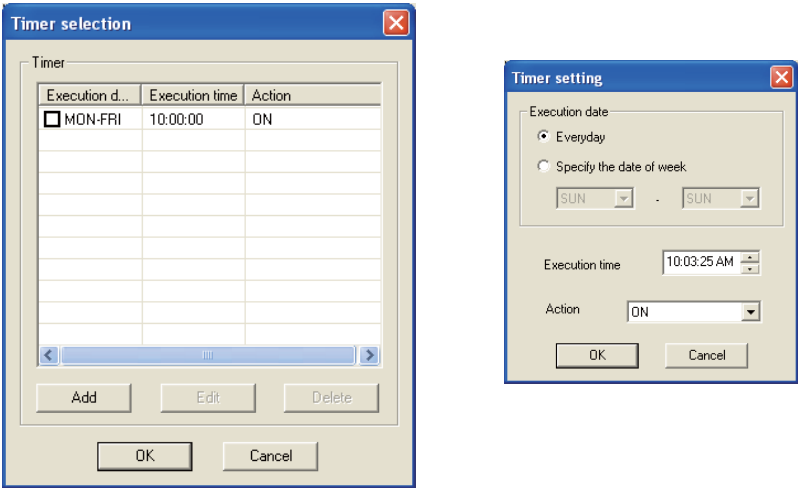 Timer selection
Timer
Execution d... Execution time Action
MON-FRI 10:00:00 ON
Add Edit Delete
OK Cancel
Timer setting
Execution date
Everyday
Specify the date of week
SUN - SUN
Execution time 10:03:25 AM
Action ON
OK Cancel